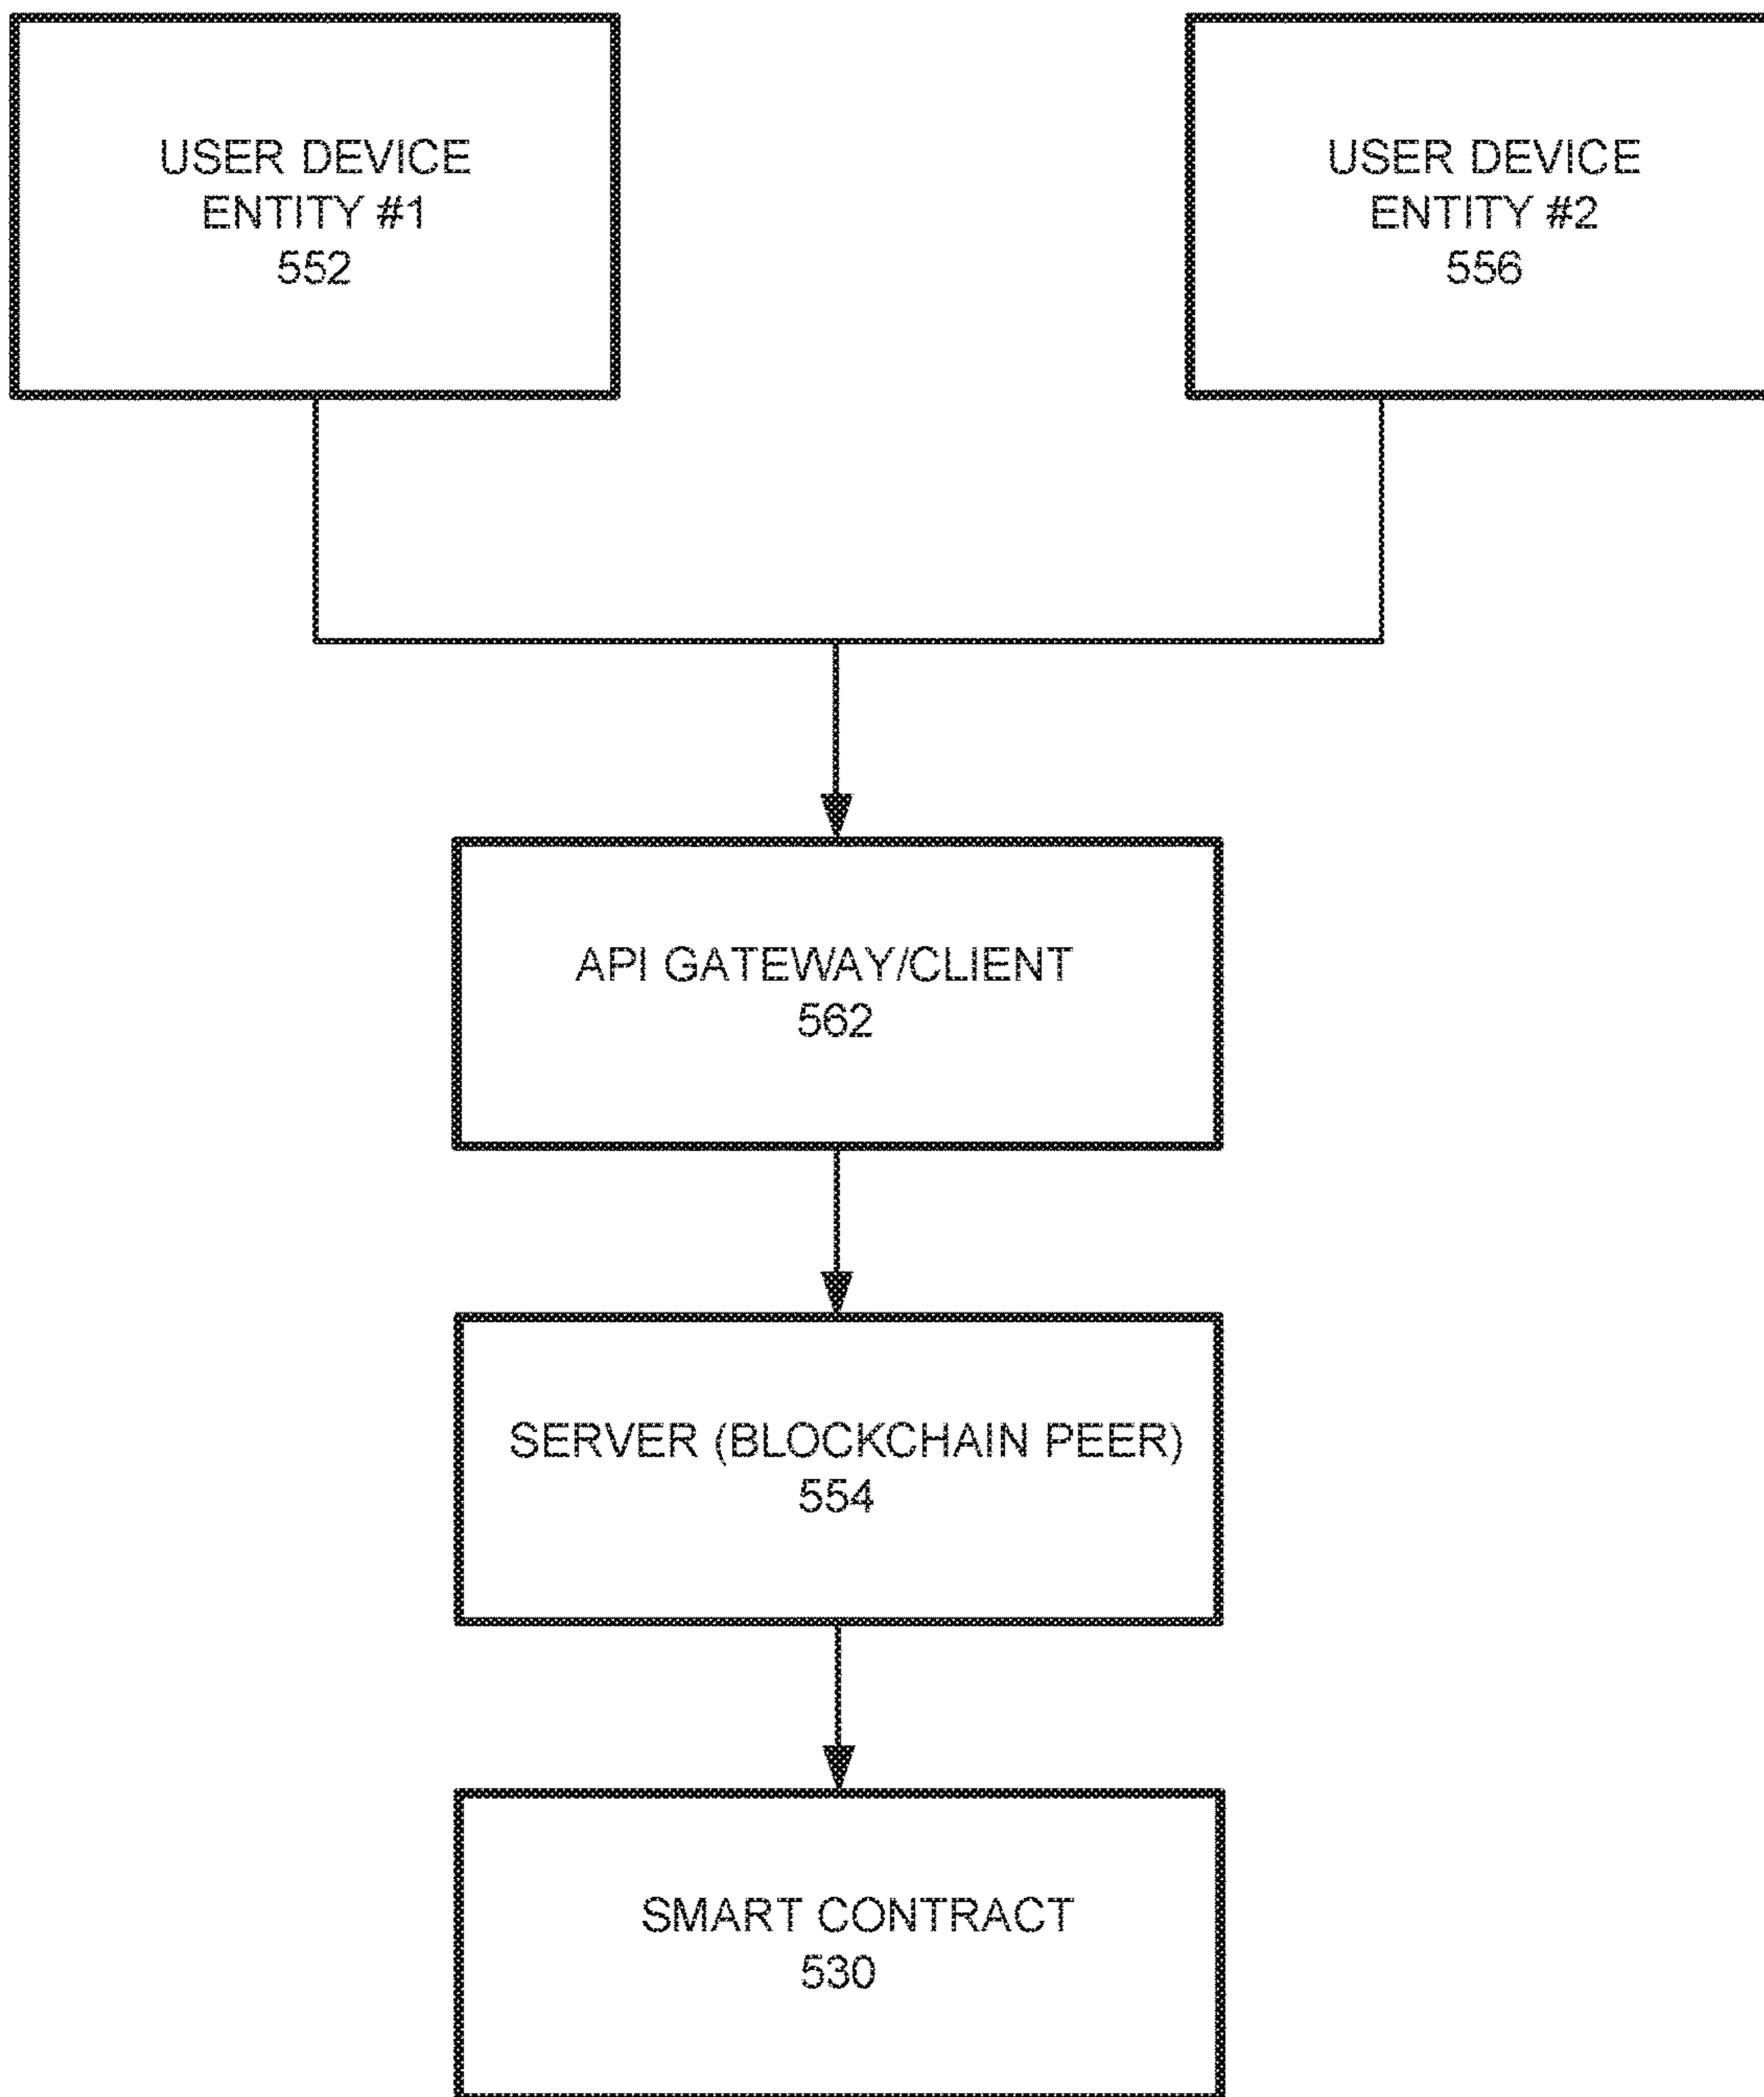 USER DEVICE
ENTITY #1
552
USER DEVICE
ENTITY #2
556
API GATEWAY/CLIENT
562
SERVER (BLOCKCHAIN PEER)
554
SMART CONTRACT
530